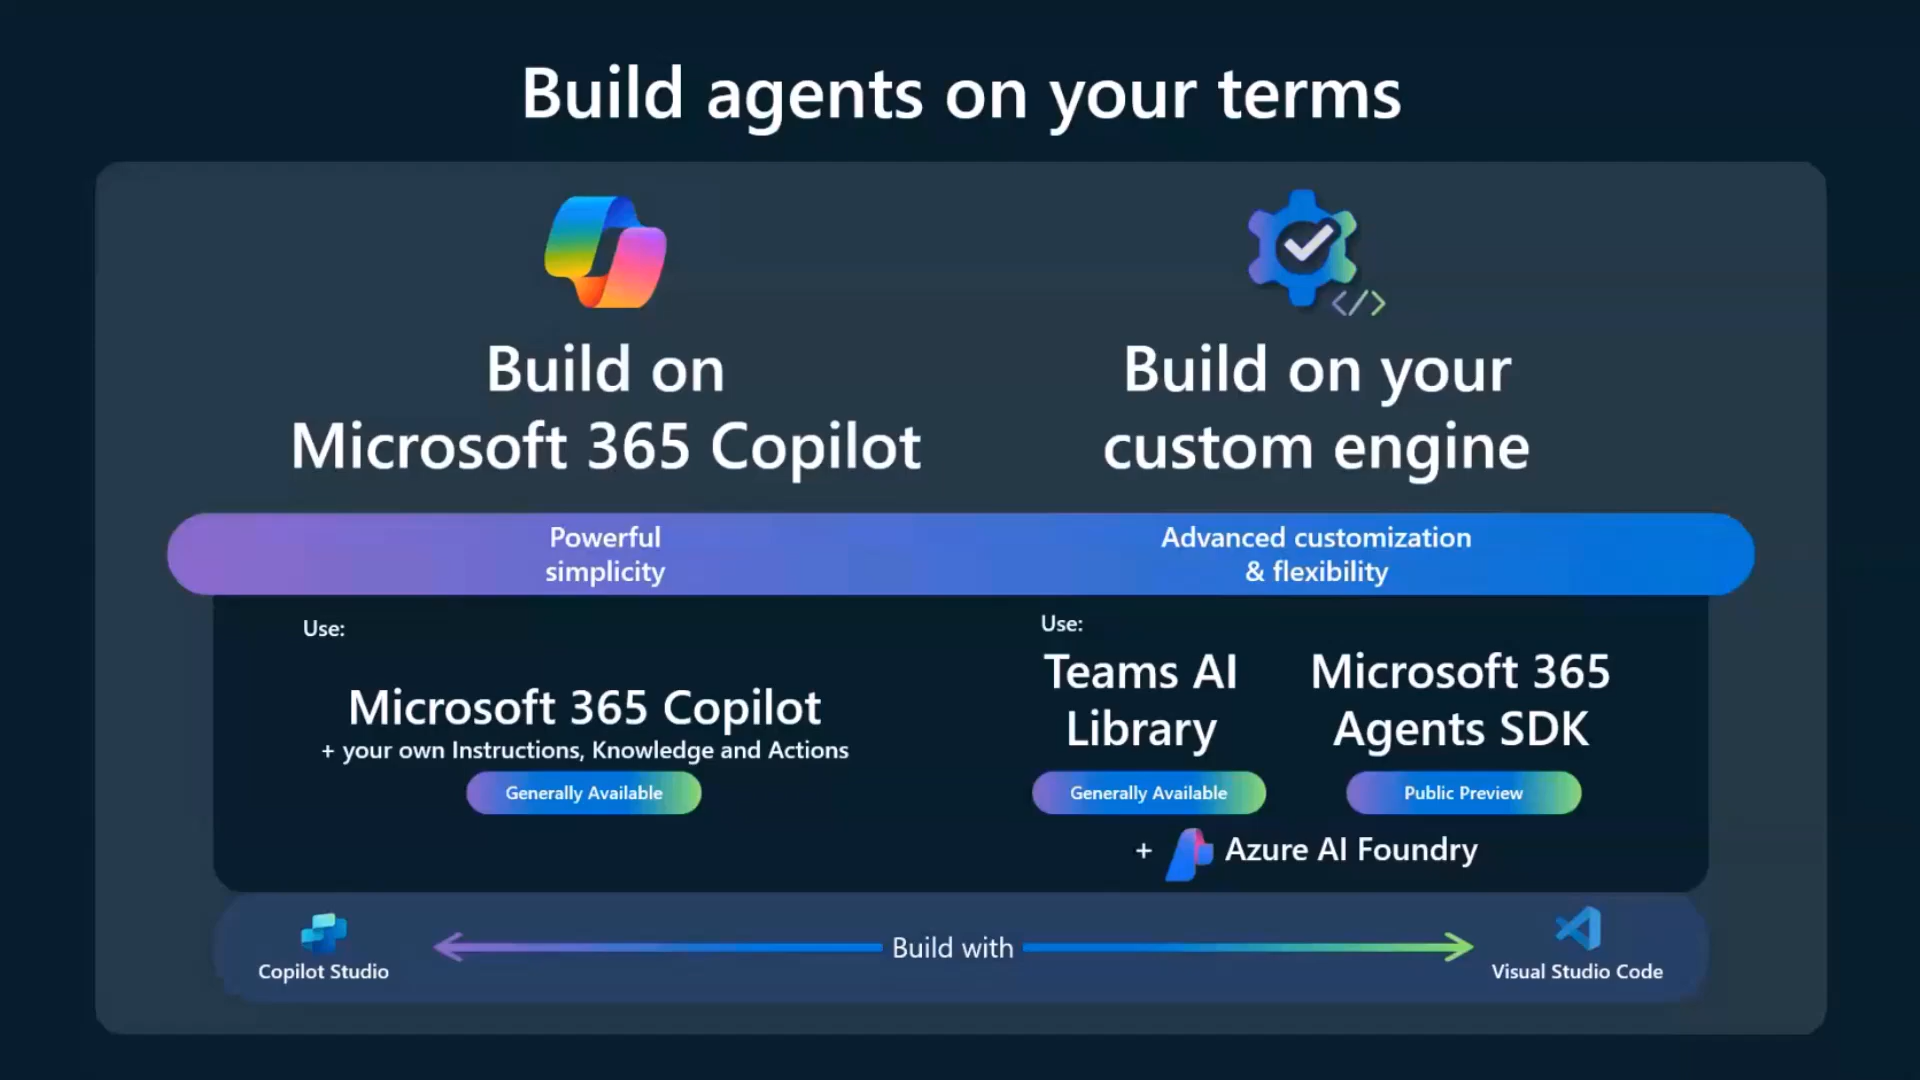 Build agents on your terms
</>
Build on
Microsoft 365 Copilot
Build on your
custom engine
Powerful
simplicity
Advanced customization
& flexibility
Use:
Microsoft 365 Copilot
+ your own Instructions, Knowledge and Actions
Generally Available
Use:
Teams AI
Library
Generally Available
Microsoft 365
Agents SDK
Public Preview
+ Azure AI Foundry
Copilot Studio
Build with
Visual Studio Code